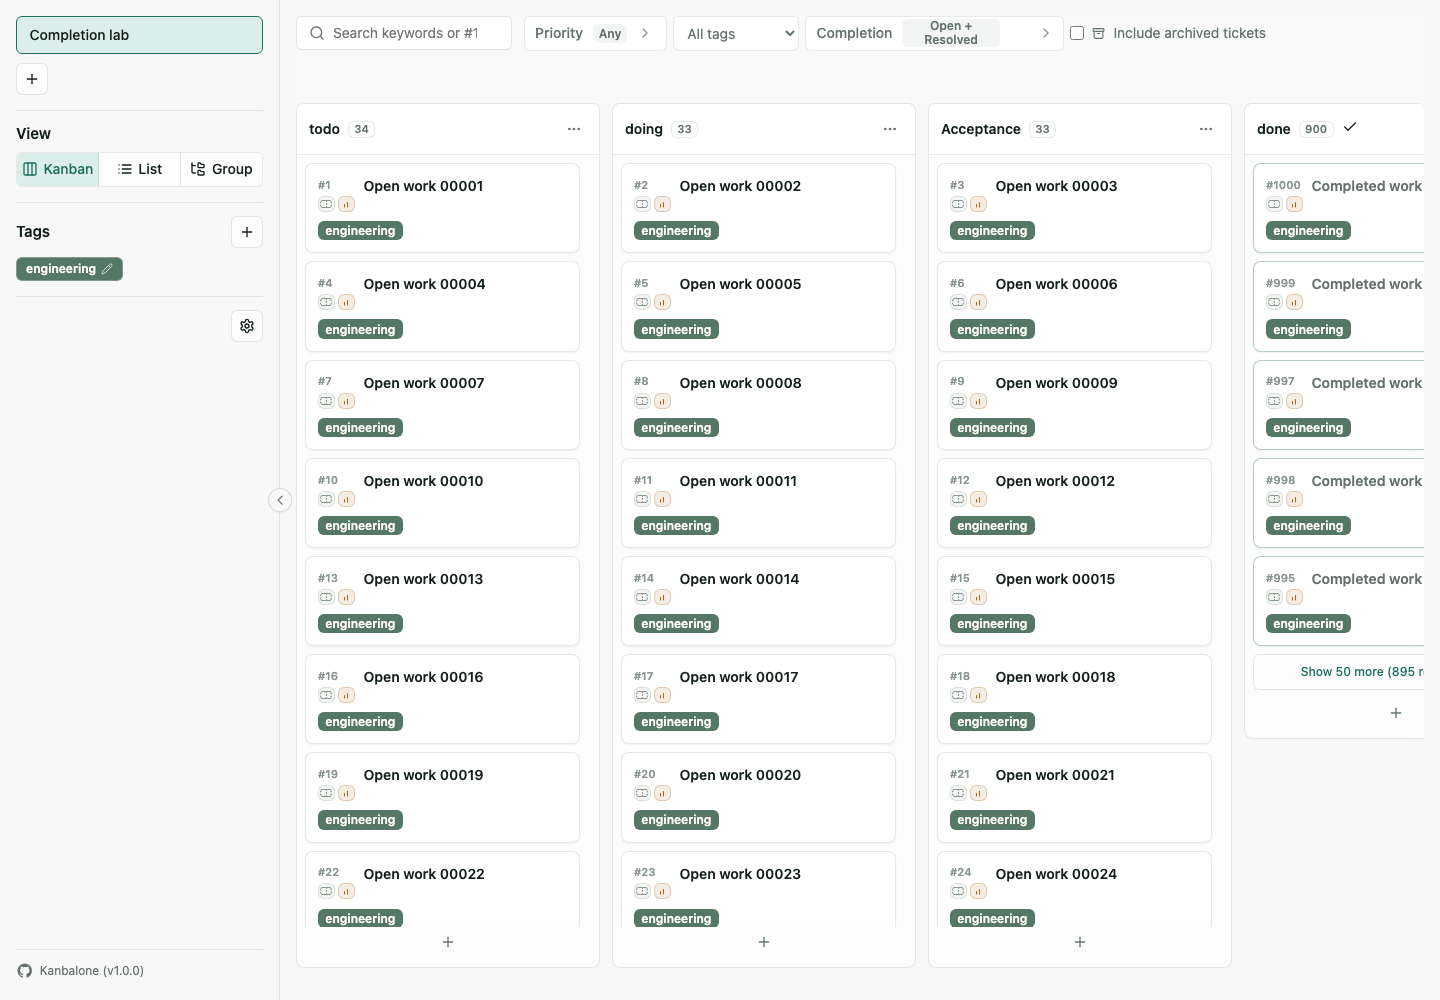 Completion lab
View
Kanban
List
Group
Tags
engineering
Kanbalone (v1.0.0)
Search keywords or #1
Priority Any
All tags
Completion Open + Resolved
Include archived tickets
todo 34
#1 Open work 00001
engineering
#4 Open work 00004
engineering
#7 Open work 00007
engineering
#10 Open work 00010
engineering
#13 Open work 00013
engineering
#16 Open work 00016
engineering
#19 Open work 00019
engineering
#22 Open work 00022
engineering
doing 33
#2 Open work 00002
engineering
#5 Open work 00005
engineering
#8 Open work 00008
engineering
#11 Open work 00011
engineering
#14 Open work 00014
engineering
#17 Open work 00017
engineering
#20 Open work 00020
engineering
#23 Open work 00023
engineering
Acceptance 33
#3 Open work 00003
engineering
#6 Open work 00006
engineering
#9 Open work 00009
engineering
#12 Open work 00012
engineering
#15 Open work 00015
engineering
#18 Open work 00018
engineering
#21 Open work 00021
engineering
#24 Open work 00024
engineering
done 900
#1000 Completed work
engineering
#999 Completed work
engineering
#997 Completed work
engineering
#998 Completed work
engineering
#995 Completed work
engineering
Show 50 more (895